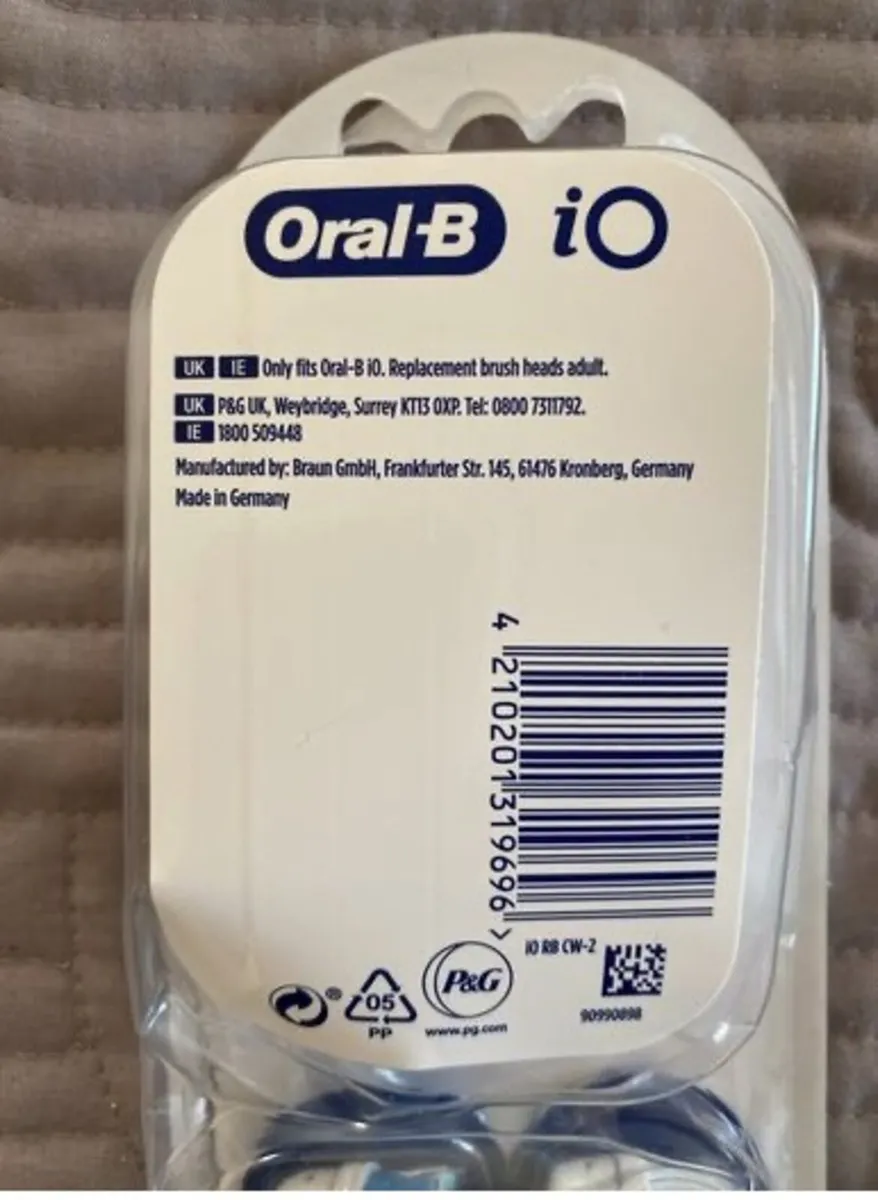 Oral-B iO
UK IE Only fits Oral-B iO. Replacement brush heads adult.
UK P&G UK, Weybridge, Surrey KT13 0XP. Tel: 0800 7311792.
IE 1800 509448
Manufactured by: Braun GmbH, Frankfurter Str. 145, 61476 Kronberg, Germany
Made in Germany
4 210201319696 >
iO RB CW-2
90990898
®
05
PP
P&G
www.pg.com